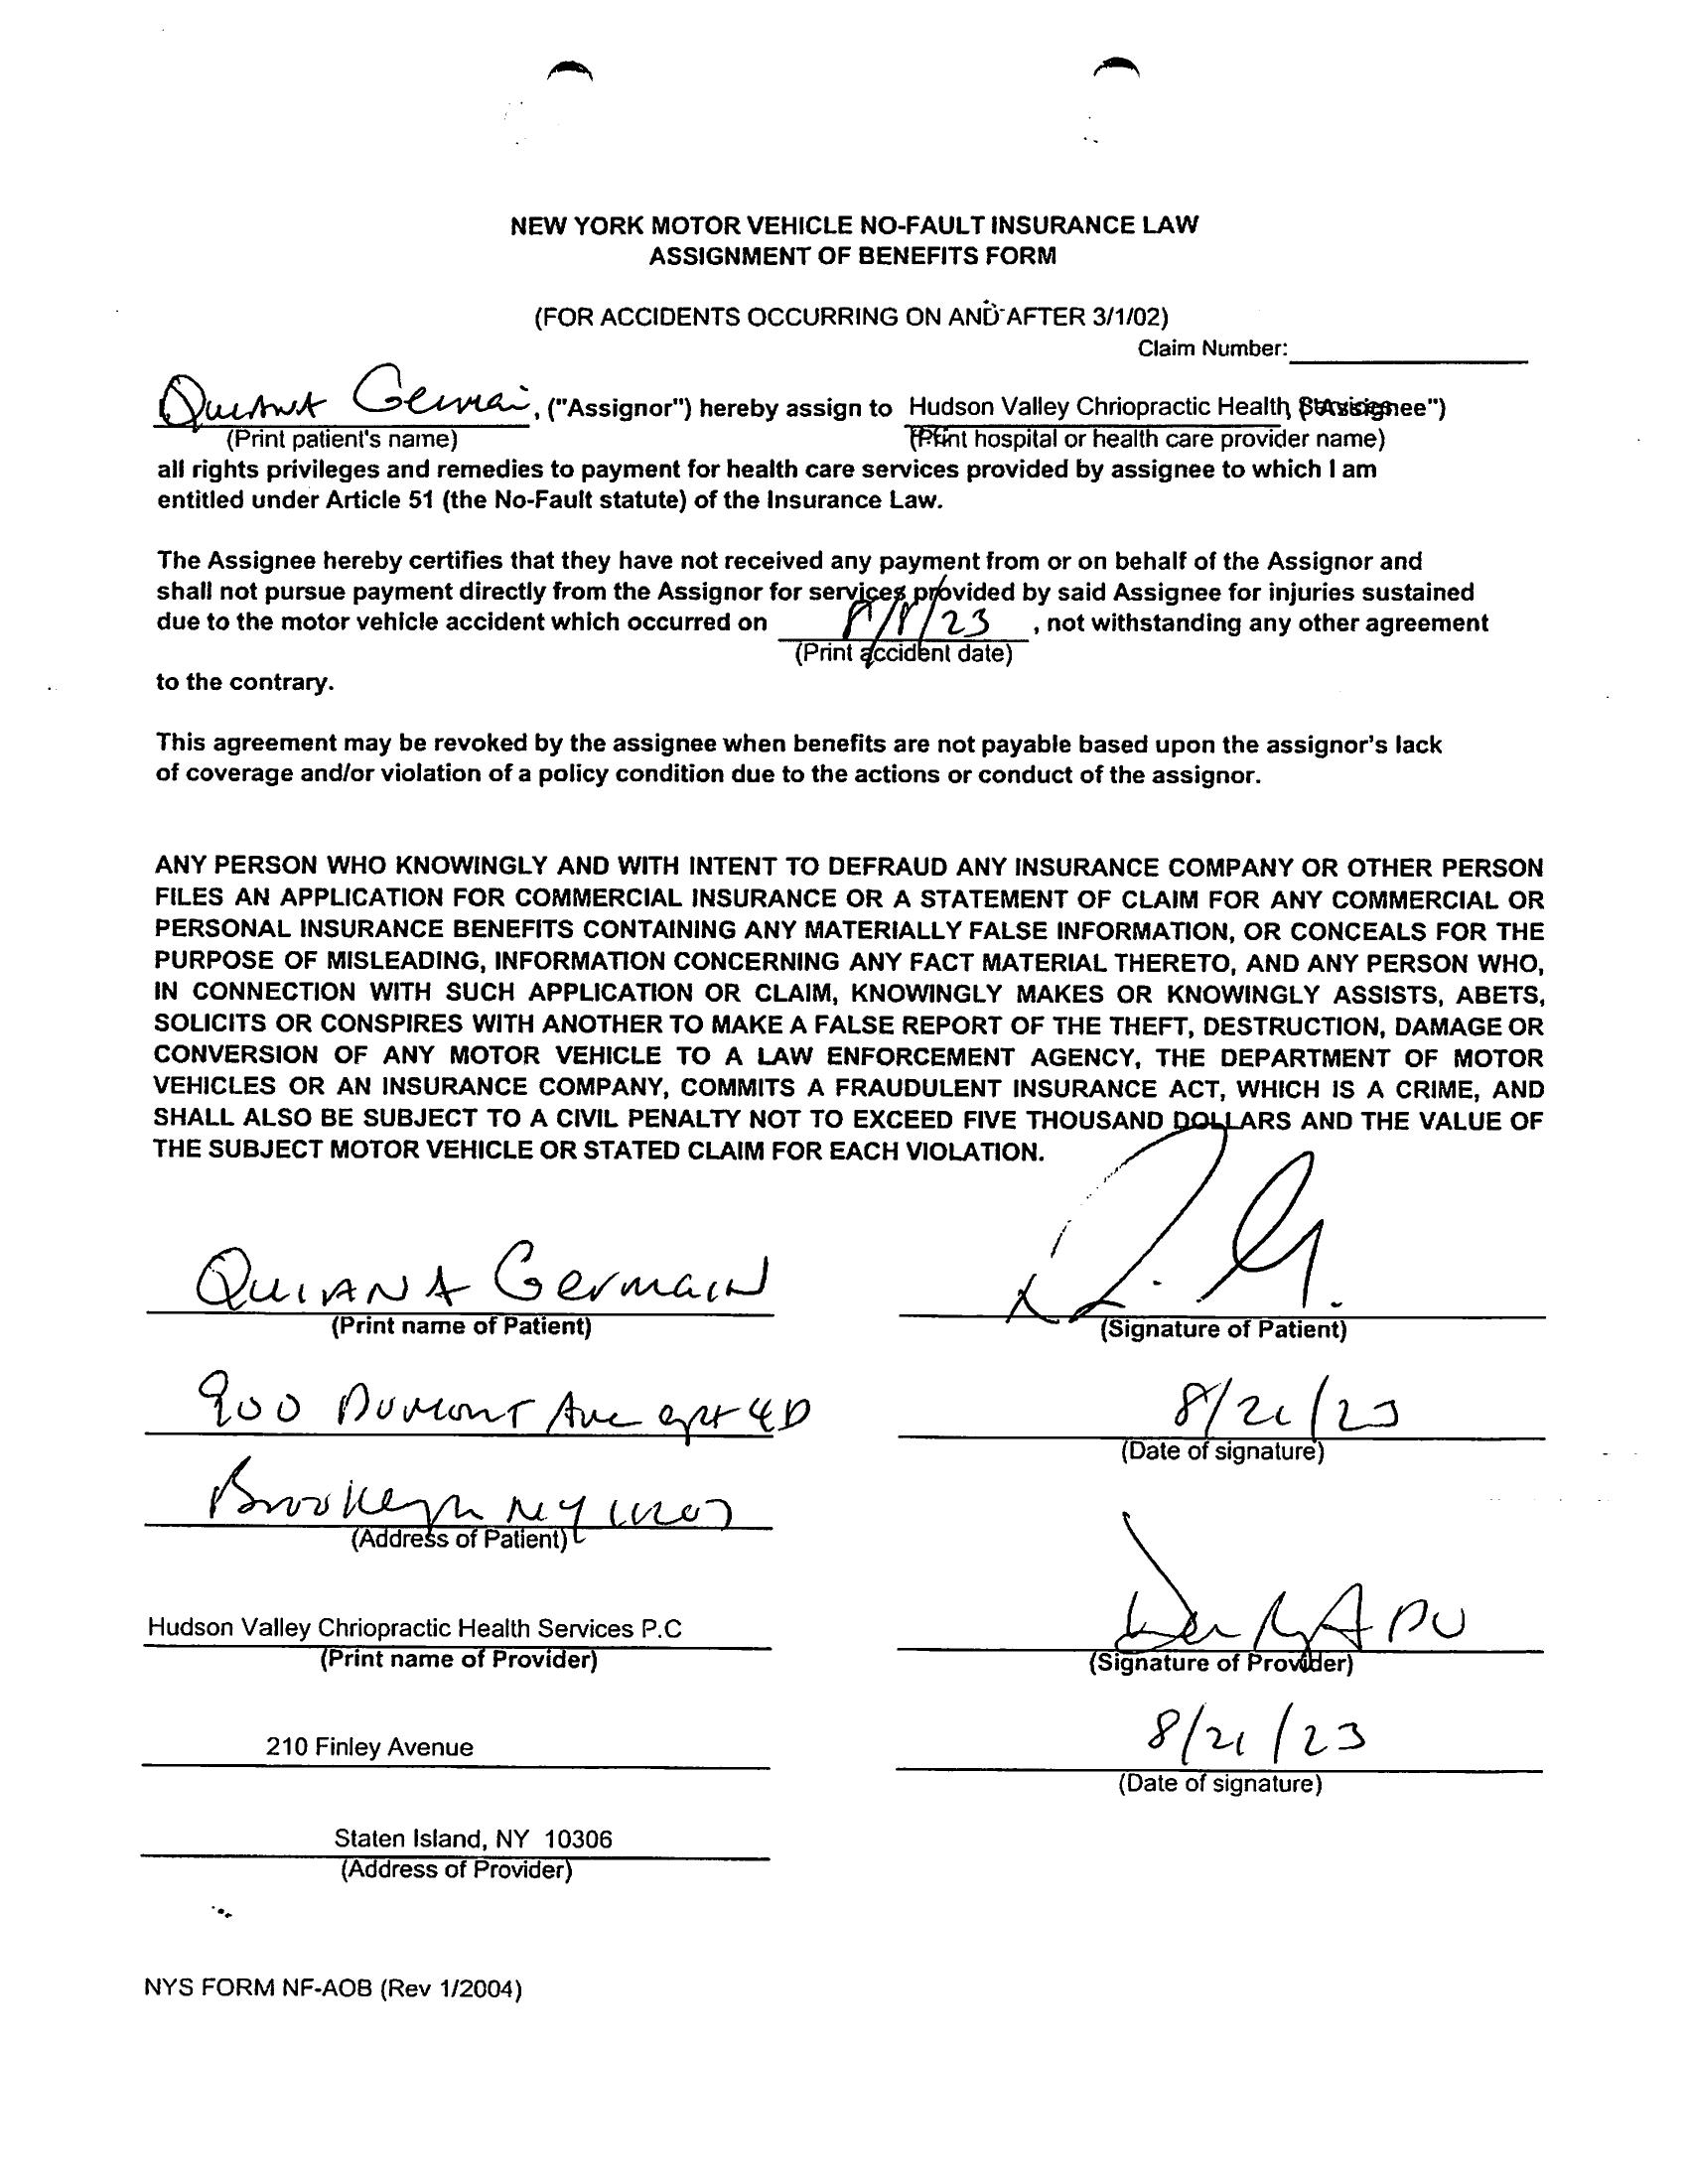 NEW YORK MOTOR VEHICLE NO-FAULT INSURANCE LAW
ASSIGNMENT OF BENEFITS FORM
(FOR ACCIDENTS OCCURRING ON AND AFTER 3/1/02)
Claim Number:
Quiana Germai, ("Assignor") hereby assign to Hudson Valley Chriopractic Health Services ("Assignee")
(Print patient's name) (Print hospital or health care provider name)
all rights privileges and remedies to payment for health care services provided by assignee to which I am
entitled under Article 51 (the No-Fault statute) of the Insurance Law.
The Assignee hereby certifies that they have not received any payment from or on behalf of the Assignor and
shall not pursue payment directly from the Assignor for services provided by said Assignee for injuries sustained
due to the motor vehicle accident which occurred on 8/8/23, not withstanding any other agreement
(Print accident date)
to the contrary.
This agreement may be revoked by the assignee when benefits are not payable based upon the assignor's lack
of coverage and/or violation of a policy condition due to the actions or conduct of the assignor.
ANY PERSON WHO KNOWINGLY AND WITH INTENT TO DEFRAUD ANY INSURANCE COMPANY OR OTHER PERSON
FILES AN APPLICATION FOR COMMERCIAL INSURANCE OR A STATEMENT OF CLAIM FOR ANY COMMERCIAL OR
PERSONAL INSURANCE BENEFITS CONTAINING ANY MATERIALLY FALSE INFORMATION, OR CONCEALS FOR THE
PURPOSE OF MISLEADING, INFORMATION CONCERNING ANY FACT MATERIAL THERETO, AND ANY PERSON WHO,
IN CONNECTION WITH SUCH APPLICATION OR CLAIM, KNOWINGLY MAKES OR KNOWINGLY ASSISTS, ABETS,
SOLICITS OR CONSPIRES WITH ANOTHER TO MAKE A FALSE REPORT OF THE THEFT, DESTRUCTION, DAMAGE OR
CONVERSION OF ANY MOTOR VEHICLE TO A LAW ENFORCEMENT AGENCY, THE DEPARTMENT OF MOTOR
VEHICLES OR AN INSURANCE COMPANY, COMMITS A FRAUDULENT INSURANCE ACT, WHICH IS A CRIME, AND
SHALL ALSO BE SUBJECT TO A CIVIL PENALTY NOT TO EXCEED FIVE THOUSAND DOLLARS AND THE VALUE OF
THE SUBJECT MOTOR VEHICLE OR STATED CLAIM FOR EACH VIOLATION.
QUIANA Germain x Q. G.
(Print name of Patient) (Signature of Patient)
900 Dumont Ave apt 4D 8/21/23
(Date of signature)
Brooklyn NY 11207
(Address of Patient)
Hudson Valley Chriopractic Health Services P.C
(Print name of Provider) (Signature of Provider)
210 Finley Avenue 8/21/23
(Date of signature)
Staten Island, NY 10306
(Address of Provider)
NYS FORM NF-AOB (Rev 1/2004)